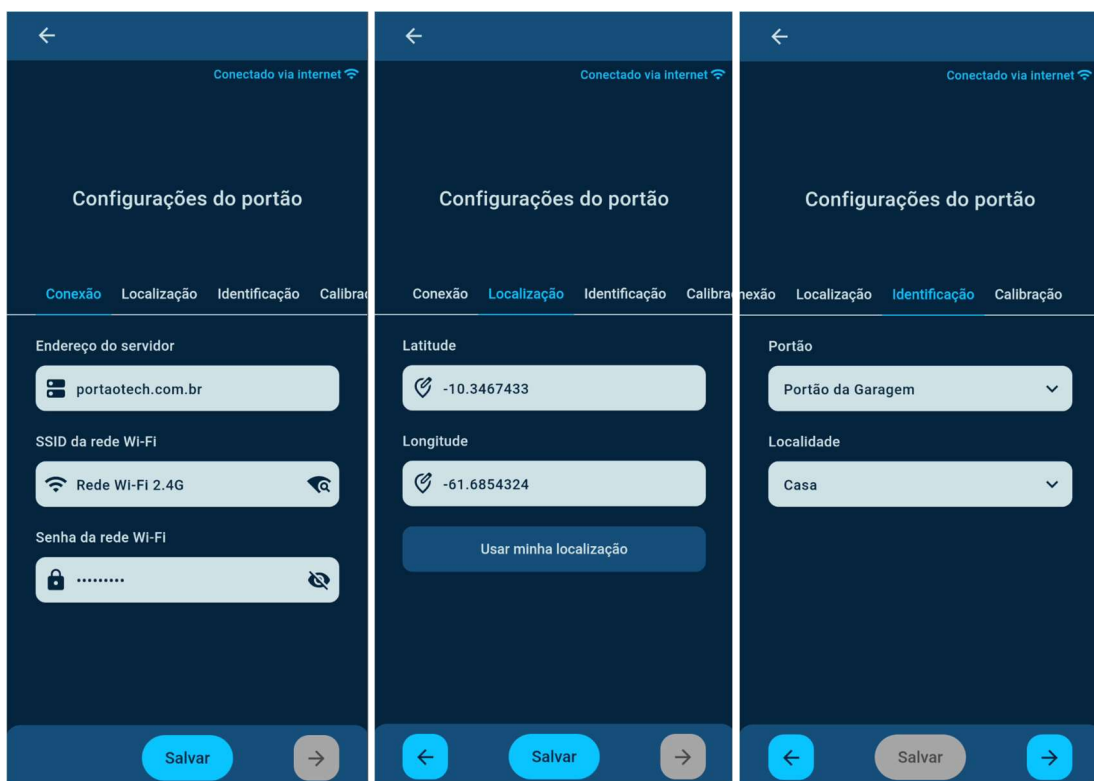 Conectado via internet
Configurações do portão
Conexão Localização Identificação Calibra
Endereço do servidor
portaotech.com.br
SSID da rede Wi-Fi
Rede Wi-Fi 2.4G
Senha da rede Wi-Fi
•••••••••
Salvar
Conectado via internet
Configurações do portão
Conexão Localização Identificação Calibra
Latitude
-10.3467433
Longitude
-61.6854324
Usar minha localização
Salvar
Conectado via internet
Configurações do portão
nexão Localização Identificação Calibração
Portão
Portão da Garagem
Localidade
Casa
Salvar